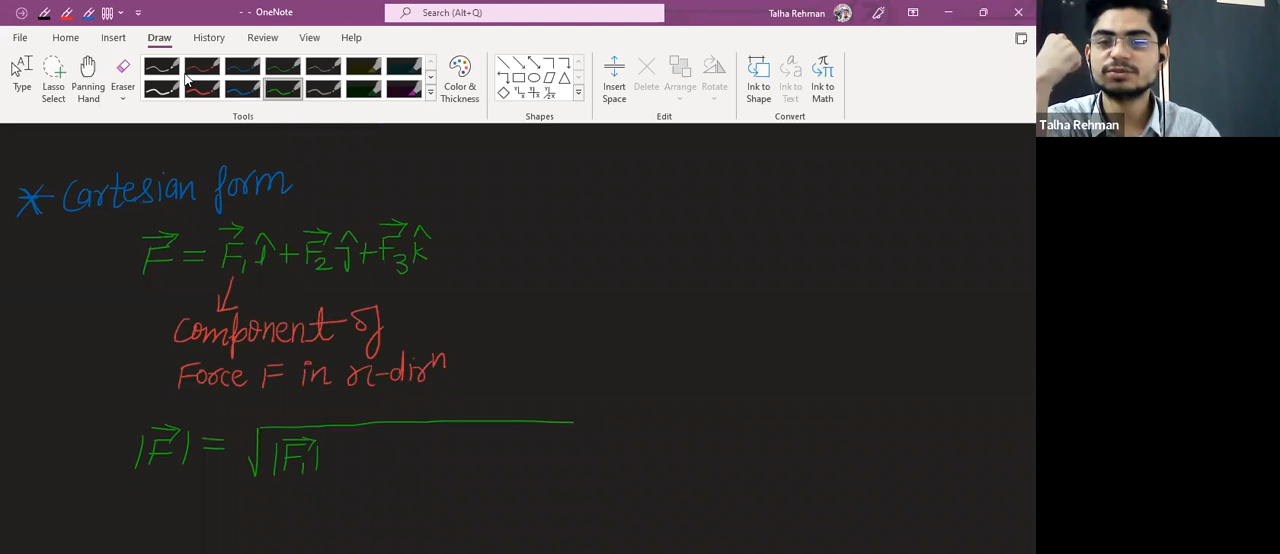 - - OneNote
Search (Alt+Q)
Talha Rehman
File Home Insert Draw History Review View Help
Type Lasso Select Panning Hand Eraser Color & Thickness Insert Space Delete Arrange Rotate Ink to Shape Ink to Text Ink to Math
Tools Shapes Edit Convert
Talha Rehman
* Cartesian form
F⃗ = F⃗₁ î + F⃗₂ ĵ + F⃗₃ k̂
Component of
Force F in x-dirⁿ
|F⃗| = √|F⃗₁|